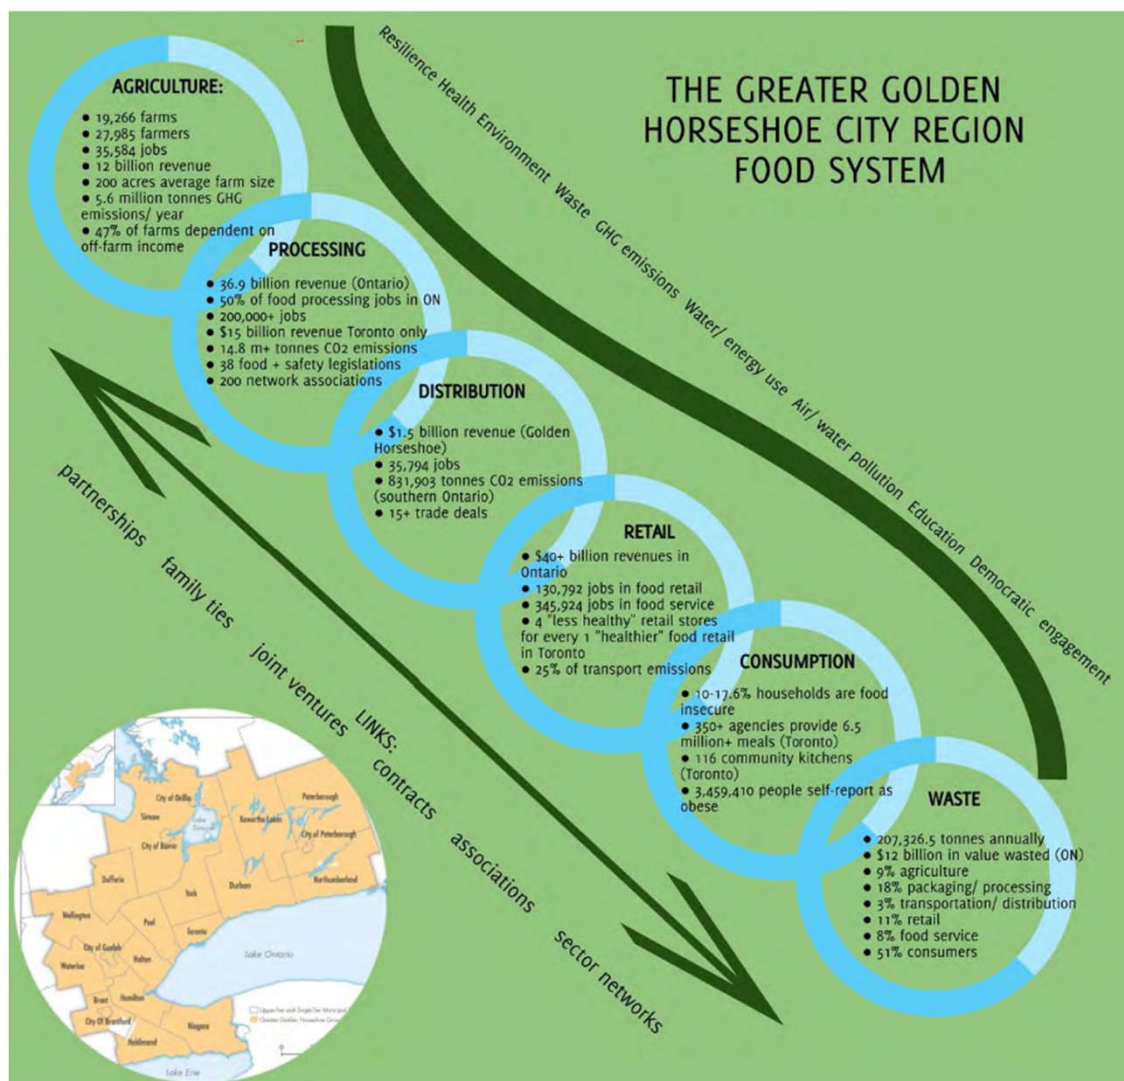 THE GREATER GOLDEN
HORSESHOE CITY REGION
FOOD SYSTEM
Resilience Health Environment Waste GHG emissions Water/ energy use Air/ water pollution Education Democratic engagement
AGRICULTURE:
● 19,266 farms
● 27,985 farmers
● 35,584 jobs
● 12 billion revenue
● 200 acres average farm size
● 5.6 million tonnes GHG
emissions/ year
● 47% of farms dependent on
off-farm income
PROCESSING
● 36.9 billion revenue (Ontario)
● 50% of food processing jobs in ON
● 200,000+ jobs
● $15 billion revenue Toronto only
● 14.8 m+ tonnes CO2 emissions
● 38 food + safety legislations
● 200 network associations
DISTRIBUTION
● $1.5 billion revenue (Golden
Horseshoe)
● 35,794 jobs
● 831,903 tonnes CO2 emissions
(southern Ontario)
● 15+ trade deals
RETAIL
● $40+ billion revenues in
Ontario
● 130,792 jobs in food retail
● 345,924 jobs in food service
● 4 "less healthy" retail stores
for every 1 "healthier" food retail
in Toronto
● 25% of transport emissions
CONSUMPTION
● 10-17.6% households are food
insecure
● 350+ agencies provide 6.5
million+ meals (Toronto)
● 116 community kitchens
(Toronto)
● 3,459,410 people self-report as
obese
WASTE
● 207,326.5 tonnes annually
● $12 billion in value wasted (ON)
● 9% agriculture
● 18% packaging/ processing
● 3% transportation/ distribution
● 11% retail
● 8% food service
● 51% consumers
LINKS:
partnerships family ties joint ventures contracts associations sector networks
City of Orillia
Simcoe
Lake
Simcoe
Kawartha Lakes
Peterborough
City of Peterborough
City of Barrie
Dufferin
York
Durham
Northumberland
Wellington
Peel
Toronto
City of Guelph
Halton
Waterloo
Lake Ontario
Brant
Hamilton
City Of Brantford
Niagara
Haldimand
Lake Erie
Upper-Tier and Single-Tier Municipal
Greater Golden Horseshoe